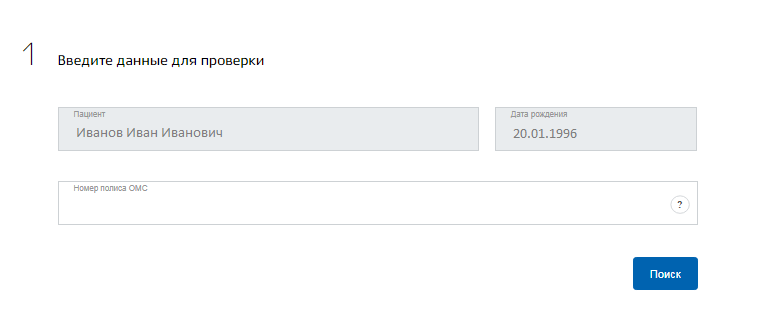 1
Введите данные для проверки
Пациент
Иванов Иван Иванович
Дата рождения
20.01.1996
Номер полиса ОМС
?
Поиск